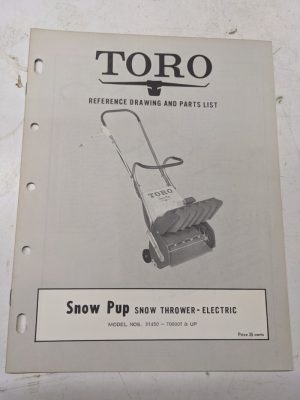 TORO
REFERENCE DRAWING AND PARTS LIST
TORO
Snow Pup SNOW THROWER - ELECTRIC
MODEL NOS. 31450 - 700001 & UP
Price 25 cents